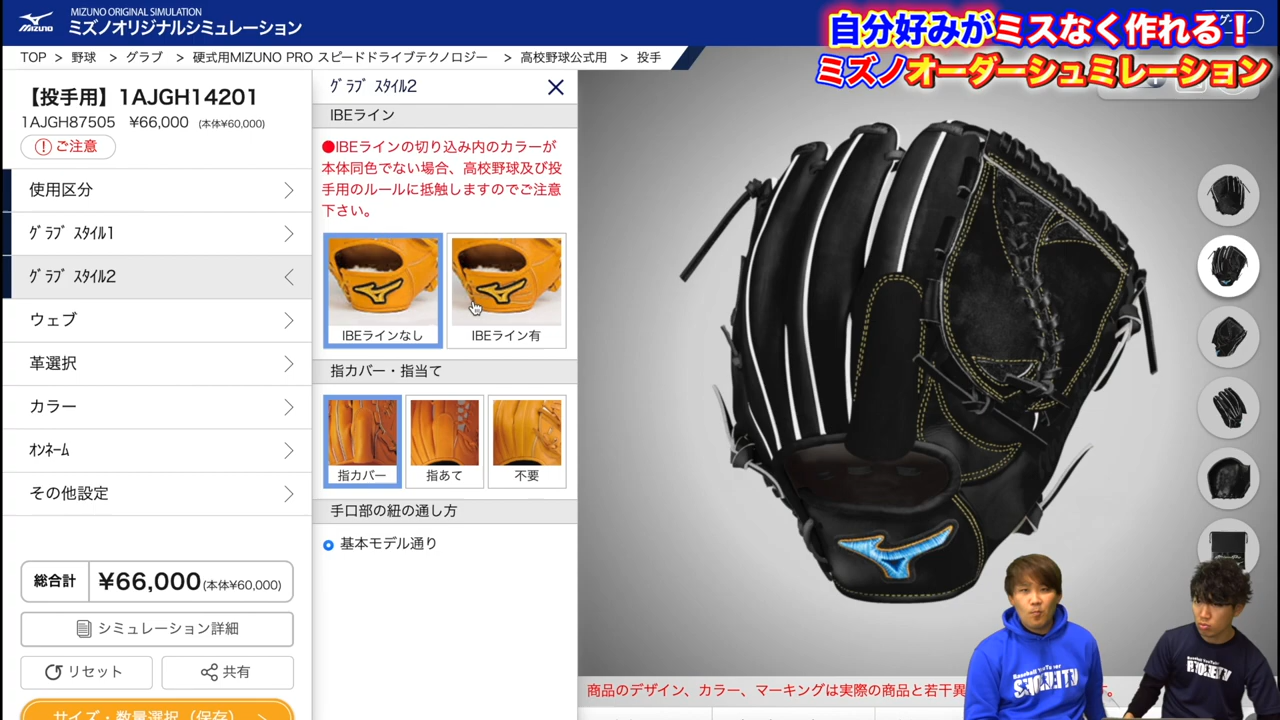 MIZUNO
MIZUNO ORIGINAL SIMULATION
ミズノオリジナルシミュレーション
自分好みがミスなく作れる！
ミズノオーダーシュミレーション
TOP > 野球 > グラブ > 硬式用MIZUNO PRO スピードドライブテクノロジー > 高校野球公式用 > 投手
【投手用】1AJGH14201
1AJGH87505 ¥66,000 (本体¥60,000)
ご注意
使用区分
ｸﾞﾗﾌﾞ ｽﾀｲﾙ1
ｸﾞﾗﾌﾞ ｽﾀｲﾙ2
ウェブ
革選択
カラー
ｵﾝﾈｰﾑ
その他設定
総合計 ¥66,000(本体¥60,000)
シミュレーション詳細
リセット
共有
サイズ・数量選択（保存）
ｸﾞﾗﾌﾞ ｽﾀｲﾙ2
IBEライン
●IBEラインの切り込み内のカラーが
本体同色でない場合、高校野球及び投
手用のルールに抵触しますのでご注意
下さい。
IBEラインなし
IBEライン有
指カバー・指当て
指カバー
指あて
不要
手口部の紐の通し方
基本モデル通り
商品のデザイン、カラー、マーキングは実際の商品と若干異
す。
Baseball YouTuber